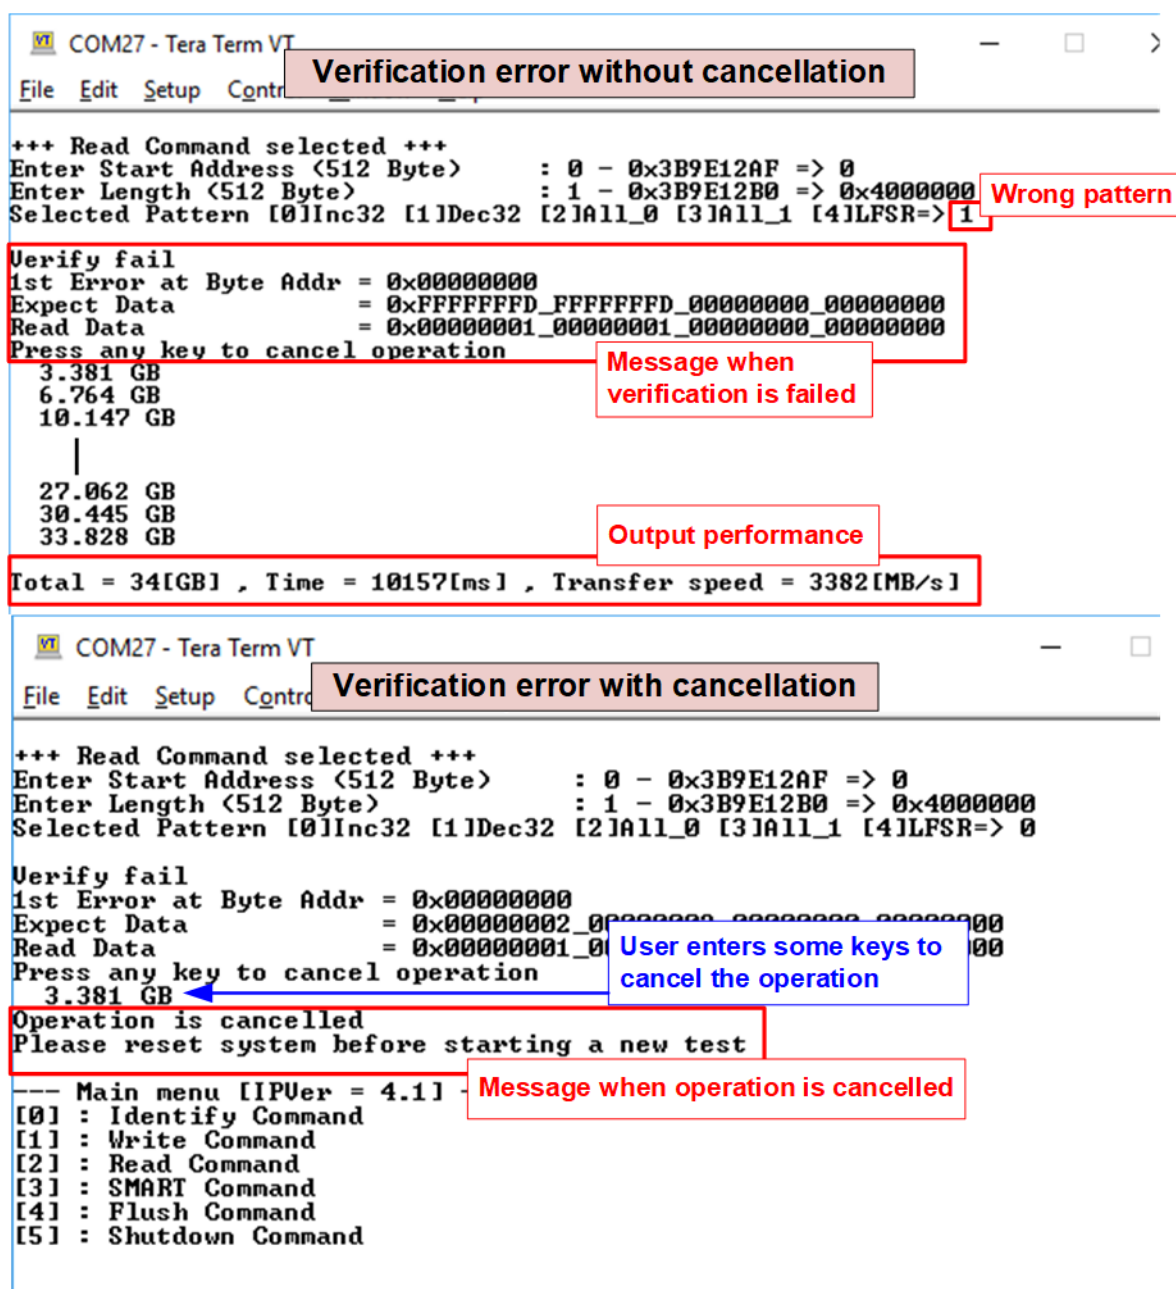 COM27 - Tera Term VT
Verification error without cancellation
File Edit Setup Contr
+++ Read Command selected +++
Enter Start Address (512 Byte) : 0 - 0x3B9E12AF => 0
Enter Length (512 Byte) : 1 - 0x3B9E12B0 => 0x4000000
Wrong pattern
Selected Pattern [0]Inc32 [1]Dec32 [2]All_0 [3]All_1 [4]LFSR=> 1
Verify fail
1st Error at Byte Addr = 0x00000000
Expect Data = 0xFFFFFFFD_FFFFFFFD_00000000_00000000
Read Data = 0x00000001_00000001_00000000_00000000
Press any key to cancel operation
Message when
verification is failed
3.381 GB
6.764 GB
10.147 GB
27.062 GB
30.445 GB
33.828 GB
Output performance
Total = 34[GB] , Time = 10157[ms] , Transfer speed = 3382[MB/s]
COM27 - Tera Term VT
Verification error with cancellation
File Edit Setup Contro
+++ Read Command selected +++
Enter Start Address (512 Byte) : 0 - 0x3B9E12AF => 0
Enter Length (512 Byte) : 1 - 0x3B9E12B0 => 0x4000000
Selected Pattern [0]Inc32 [1]Dec32 [2]All_0 [3]All_1 [4]LFSR=> 0
Verify fail
1st Error at Byte Addr = 0x00000000
Expect Data = 0x00000002_
Read Data = 0x00000001_
User enters some keys to
cancel the operation
Press any key to cancel operation
3.381 GB
Operation is cancelled
Please reset system before starting a new test
Message when operation is cancelled
--- Main menu [IPVer = 4.1] -
[0] : Identify Command
[1] : Write Command
[2] : Read Command
[3] : SMART Command
[4] : Flush Command
[5] : Shutdown Command